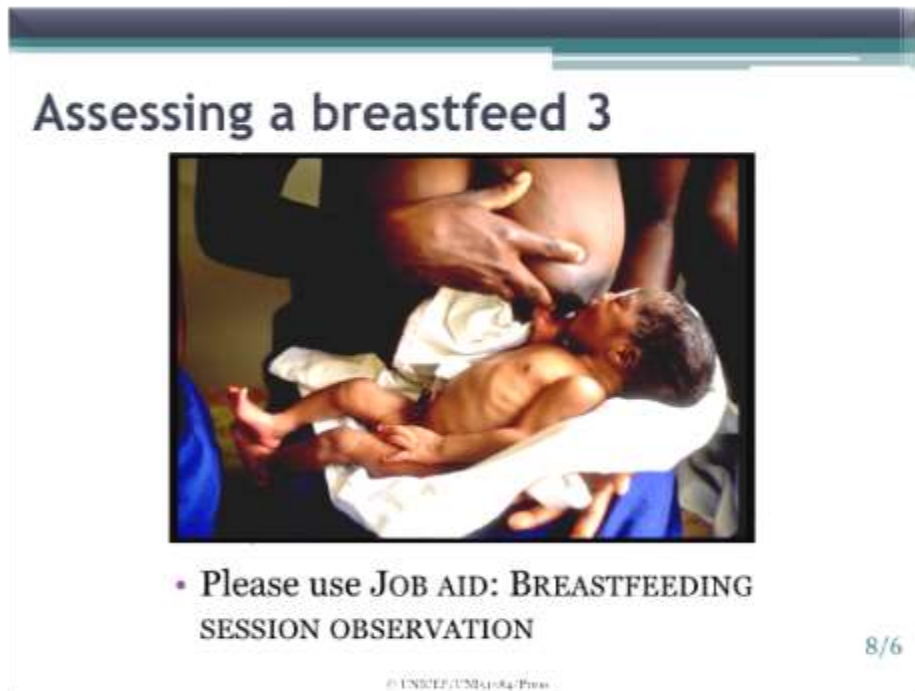 Assessing a breastfeed 3
• Please use JOB AID: BREASTFEEDING
SESSION OBSERVATION
8/6